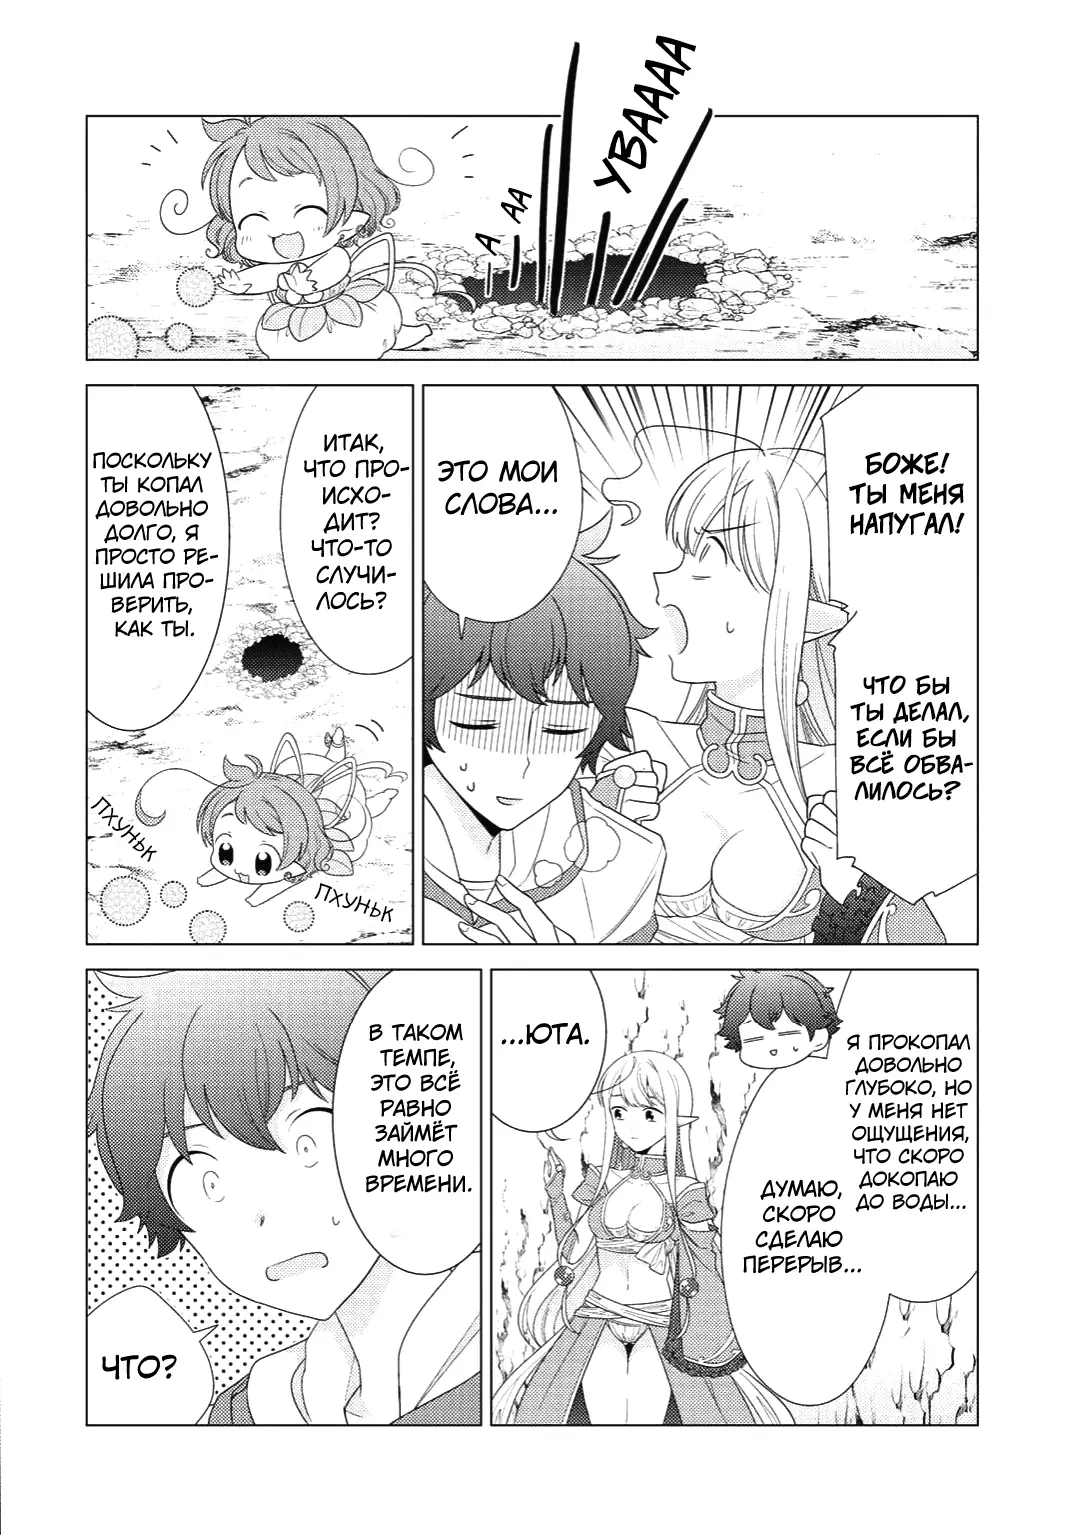 УВАААА
АА
А
БОЖЕ!
ТЫ МЕНЯ
НАПУГАЛ!
ЧТО БЫ
ТЫ ДЕЛАЛ,
ЕСЛИ БЫ
ВСЁ ОБВА-
ЛИЛОСЬ?
ЭТО МОИ
СЛОВА...
ИТАК,
ЧТО ПРО-
ИСХО-
ДИТ?
ЧТО-ТО
СЛУЧИ-
ЛОСЬ?
ПОСКОЛЬКУ
ТЫ КОПАЛ
ДОВОЛЬНО
ДОЛГО, Я
ПРОСТО РЕ-
ШИЛА ПРО-
ВЕРИТЬ,
КАК ТЫ.
ПХУНЬК
ПХУНЬК
Я ПРОКОПАЛ
ДОВОЛЬНО
ГЛУБОКО, НО
У МЕНЯ НЕТ
ОЩУЩЕНИЯ,
ЧТО СКОРО
ДОКОПАЮ
ДО ВОДЫ...
ДУМАЮ,
СКОРО
СДЕЛАЮ
ПЕРЕРЫВ...
...ЮТА.
В ТАКОМ
ТЕМПЕ,
ЭТО ВСЁ
РАВНО
ЗАЙМЁТ
МНОГО
ВРЕМЕНИ.
ЧТО?